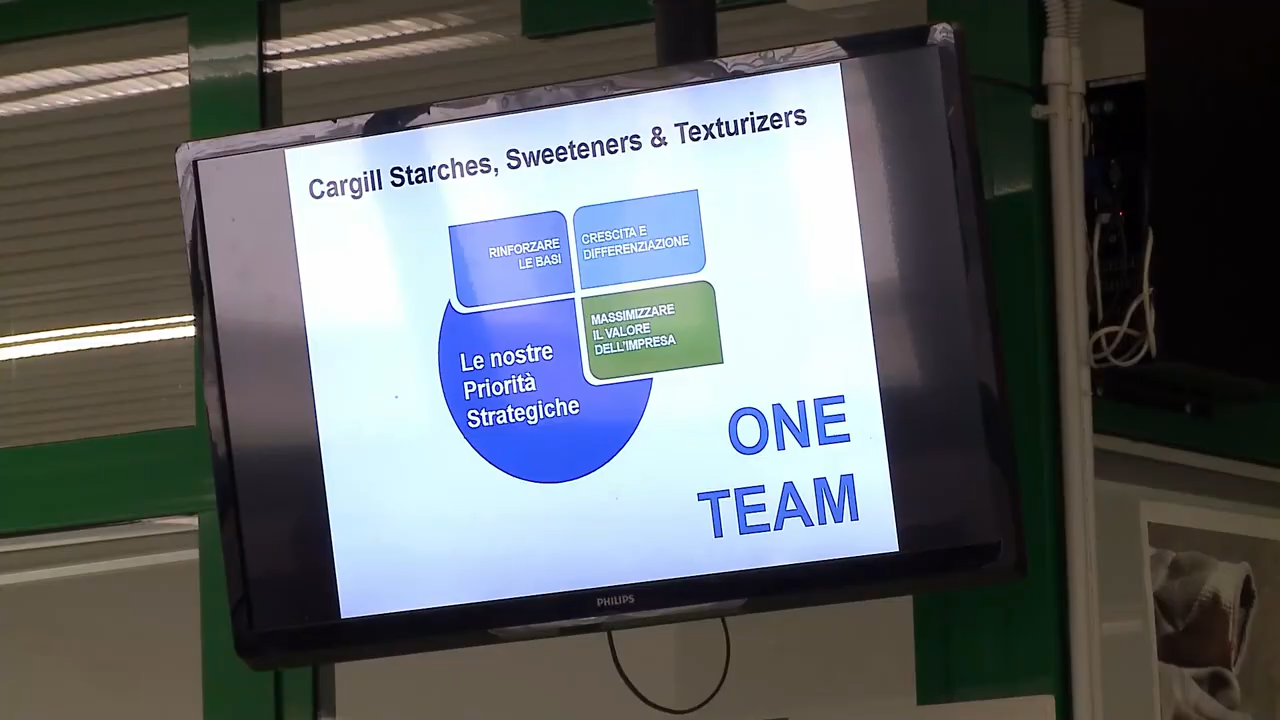 Cargill Starches, Sweeteners & Texturizers
RINFORZARE
LE BASI
CRESCITA E
DIFFERENZIAZIONE
MASSIMIZZARE
IL VALORE
DELL'IMPRESA
Le nostre
Priorità
Strategiche
ONE
TEAM
PHILIPS